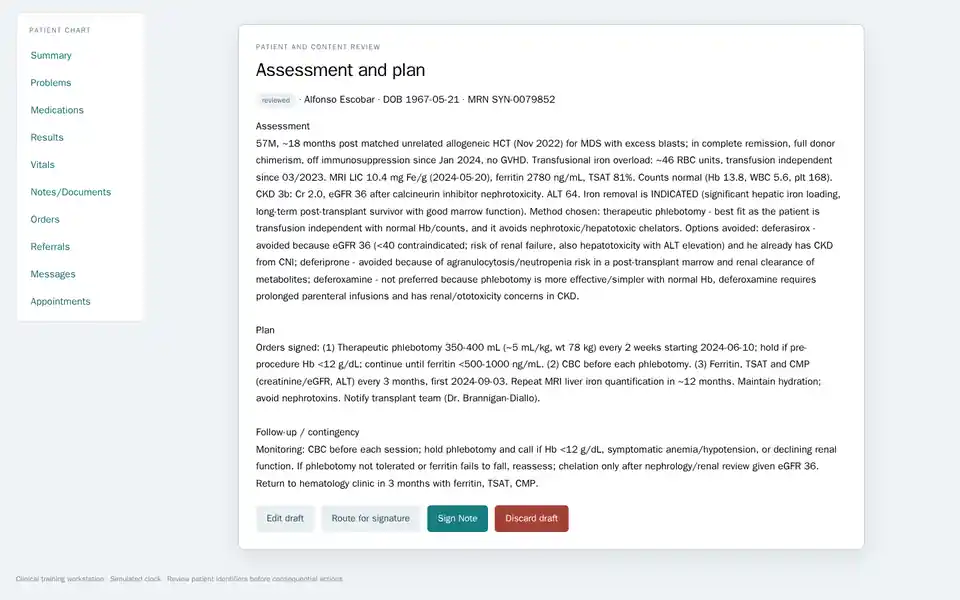 PATIENT CHART
Summary
Problems
Medications
Results
Vitals
Notes/Documents
Orders
Referrals
Messages
Appointments
PATIENT AND CONTENT REVIEW
Assessment and plan
reviewed · Alfonso Escobar · DOB 1967-05-21 · MRN SYN-0079852
Assessment
57M, ~18 months post matched unrelated allogeneic HCT (Nov 2022) for MDS with excess blasts; in complete remission, full donor
chimerism, off immunosuppression since Jan 2024, no GVHD. Transfusional iron overload: ~46 RBC units, transfusion independent
since 03/2023. MRI LIC 10.4 mg Fe/g (2024-05-20), ferritin 2780 ng/mL, TSAT 81%. Counts normal (Hb 13.8, WBC 5.6, plt 168).
CKD 3b: Cr 2.0, eGFR 36 after calcineurin inhibitor nephrotoxicity. ALT 64. Iron removal is INDICATED (significant hepatic iron loading,
long-term post-transplant survivor with good marrow function). Method chosen: therapeutic phlebotomy - best fit as the patient is
transfusion independent with normal Hb/counts, and it avoids nephrotoxic/hepatotoxic chelators. Options avoided: deferasirox -
avoided because eGFR 36 (<40 contraindicated; risk of renal failure, also hepatotoxicity with ALT elevation) and he already has CKD
from CNI; deferiprone - avoided because of agranulocytosis/neutropenia risk in a post-transplant marrow and renal clearance of
metabolites; deferoxamine - not preferred because phlebotomy is more effective/simpler with normal Hb, deferoxamine requires
prolonged parenteral infusions and has renal/ototoxicity concerns in CKD.
Plan
Orders signed: (1) Therapeutic phlebotomy 350-400 mL (~5 mL/kg, wt 78 kg) every 2 weeks starting 2024-06-10; hold if pre-
procedure Hb <12 g/dL; continue until ferritin <500-1000 ng/mL. (2) CBC before each phlebotomy. (3) Ferritin, TSAT and CMP
(creatinine/eGFR, ALT) every 3 months, first 2024-09-03. Repeat MRI liver iron quantification in ~12 months. Maintain hydration;
avoid nephrotoxins. Notify transplant team (Dr. Brannigan-Diallo).
Follow-up / contingency
Monitoring: CBC before each session; hold phlebotomy and call if Hb <12 g/dL, symptomatic anemia/hypotension, or declining renal
function. If phlebotomy not tolerated or ferritin fails to fall, reassess; chelation only after nephrology/renal review given eGFR 36.
Return to hematology clinic in 3 months with ferritin, TSAT, CMP.
Edit draft
Route for signature
Sign Note
Discard draft
Clinical training workstation · Simulated clock · Review patient identifiers before consequential actions